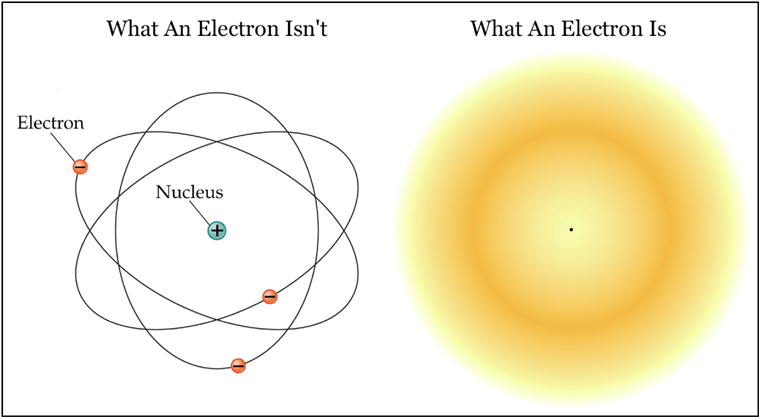 What An Electron Isn't
What An Electron Is
Electron
−
Nucleus
+
−
−